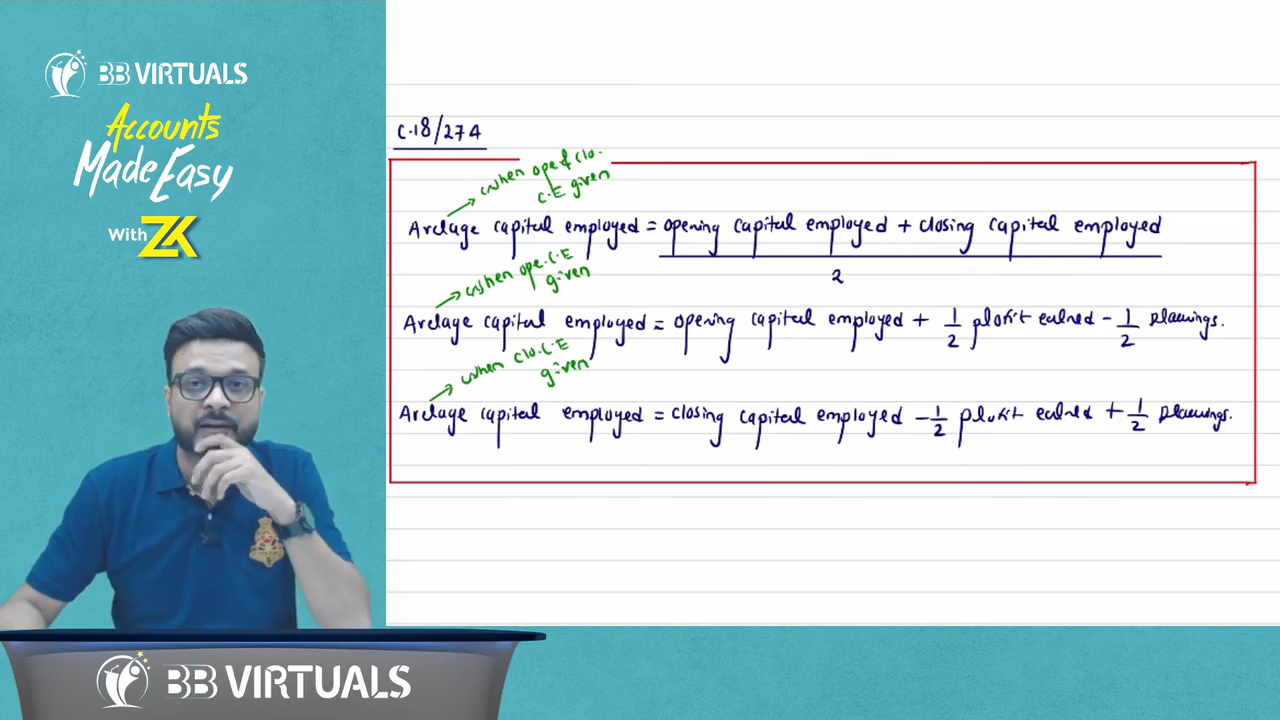 BB VIRTUALS
Accounts
Made Easy
With ZK
C.18/274
When ope & clo.
C.E given
Average capital employed = opening capital employed + closing capital employed
2
When ope. C.E
given
Average capital employed = opening capital employed + 1/2 profit earned - 1/2 drawings.
When clo. C.E
given
Average capital employed = closing capital employed - 1/2 profit earned + 1/2 drawings.
BB VIRTUALS